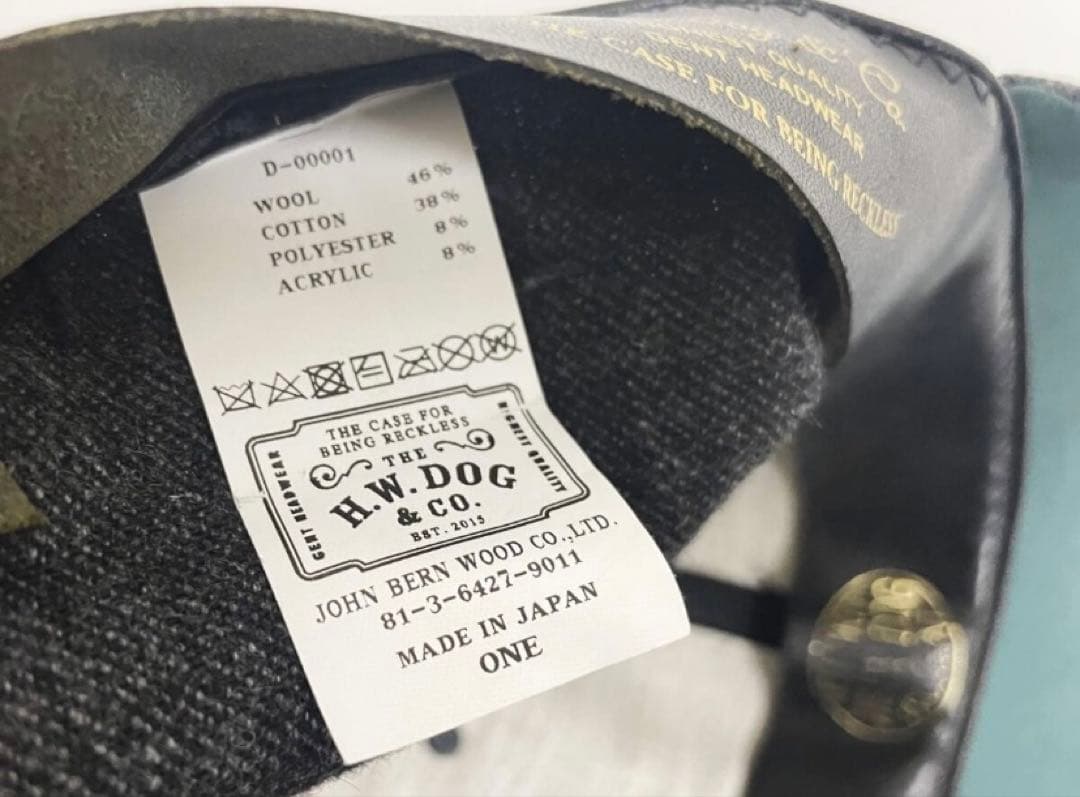 D-00001
WOOL 46%
COTTON 38%
POLYESTER 8%
ACRYLIC 8%
W
THE CASE FOR
BEING RECKLESS
THE
H.W.DOG
& CO.
EST. 2015
GENT HEADWEAR
HIGHEST QUALITY
JOHN BERN WOOD CO.,LTD.
81-3-6427-9011
MADE IN JAPAN
ONE
& Co.
QUALITY
HEADWEAR
CASE FOR BEING RECKLESS